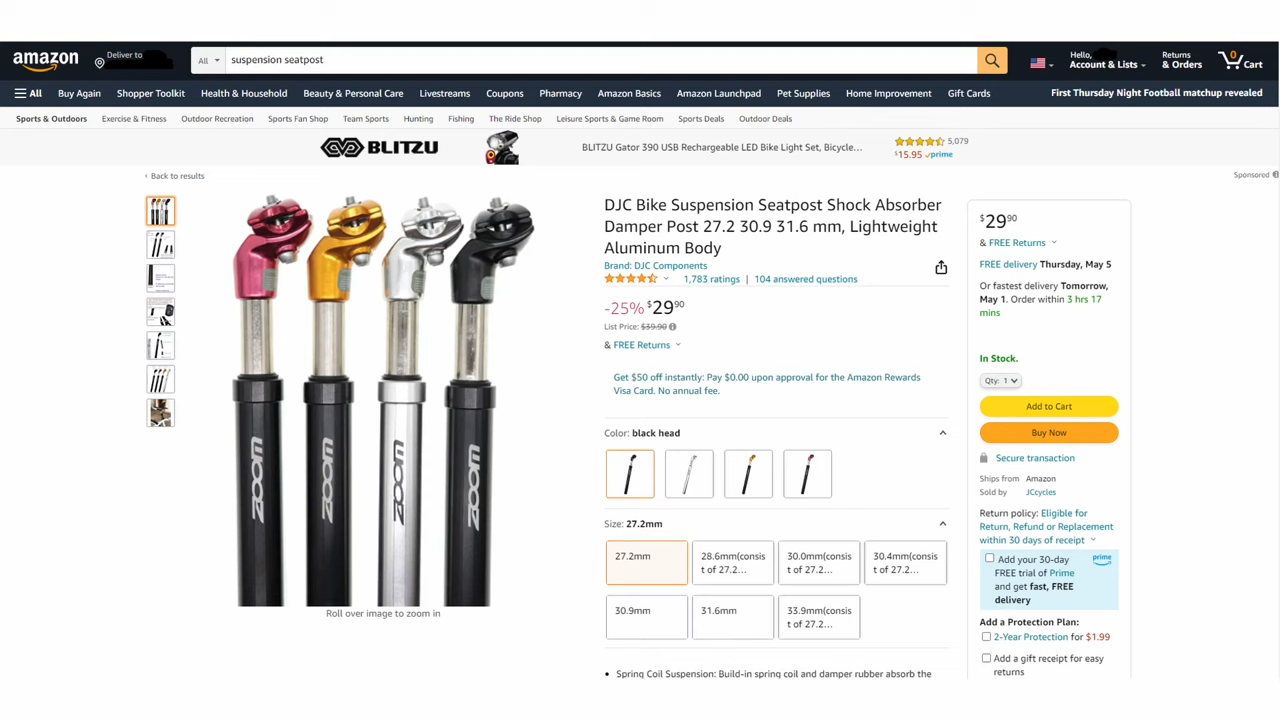 amazon
Deliver to
All
suspension seatpost
Hello,
Account & Lists
Returns
& Orders
0
Cart
All
Buy Again
Shopper Toolkit
Health & Household
Beauty & Personal Care
Livestreams
Coupons
Pharmacy
Amazon Basics
Amazon Launchpad
Pet Supplies
Home Improvement
Gift Cards
First Thursday Night Football matchup revealed
Sports & Outdoors
Exercise & Fitness
Outdoor Recreation
Sports Fan Shop
Team Sports
Hunting
Fishing
The Ride Shop
Leisure Sports & Game Room
Sports Deals
Outdoor Deals
BLITZU
BLITZU Gator 390 USB Rechargeable LED Bike Light Set, Bicycle...
5,079
$15.95 prime
Sponsored
‹ Back to results
ZOOM
ZOOM
ZOOM
ZOOM
Roll over image to zoom in
DJC Bike Suspension Seatpost Shock Absorber
Damper Post 27.2 30.9 31.6 mm, Lightweight
Aluminum Body
Brand: DJC Components
1,783 ratings | 104 answered questions
-25% $29 90
List Price: $39.90
& FREE Returns
Get $50 off instantly: Pay $0.00 upon approval for the Amazon Rewards
Visa Card. No annual fee.
Color: black head
Size: 27.2mm
27.2mm
28.6mm(consis
t of 27.2...
30.0mm(consis
t of 27.2...
30.4mm(consis
t of 27.2...
30.9mm
31.6mm
33.9mm(consis
t of 27.2...
• Spring Coil Suspension: Build-in spring coil and damper rubber absorb the
$29 90
& FREE Returns
FREE delivery Thursday, May 5
Or fastest delivery Tomorrow,
May 1. Order within 3 hrs 17
mins
In Stock.
Qty: 1
Add to Cart
Buy Now
Secure transaction
Ships from Amazon
Sold by JCcycles
Return policy: Eligible for
Return, Refund or Replacement
within 30 days of receipt
Add your 30-day
FREE trial of Prime
and get fast, FREE
delivery
prime
Add a Protection Plan:
2-Year Protection for $1.99
Add a gift receipt for easy
returns